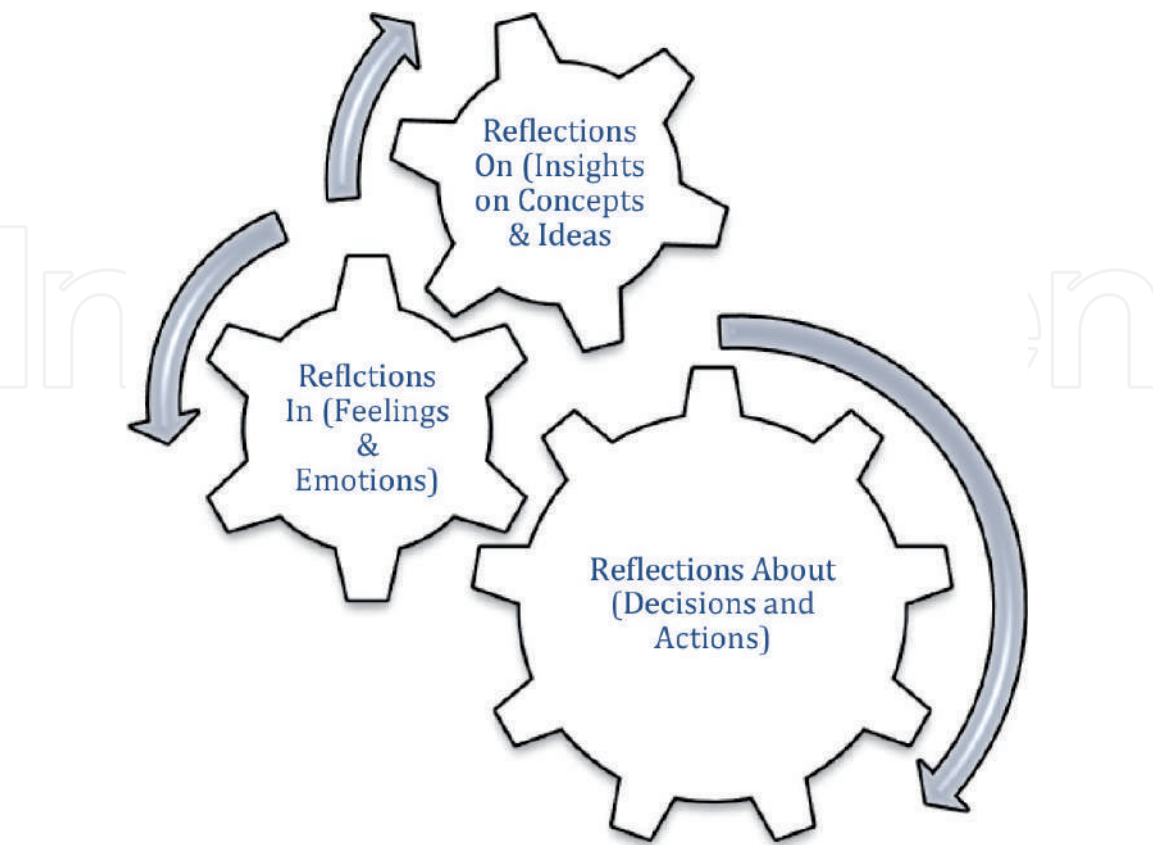 Reflections
On (Insights
on Concepts
& Ideas
Reflctions
In (Feelings
&
Emotions)
Reflections About
(Decisions and
Actions)